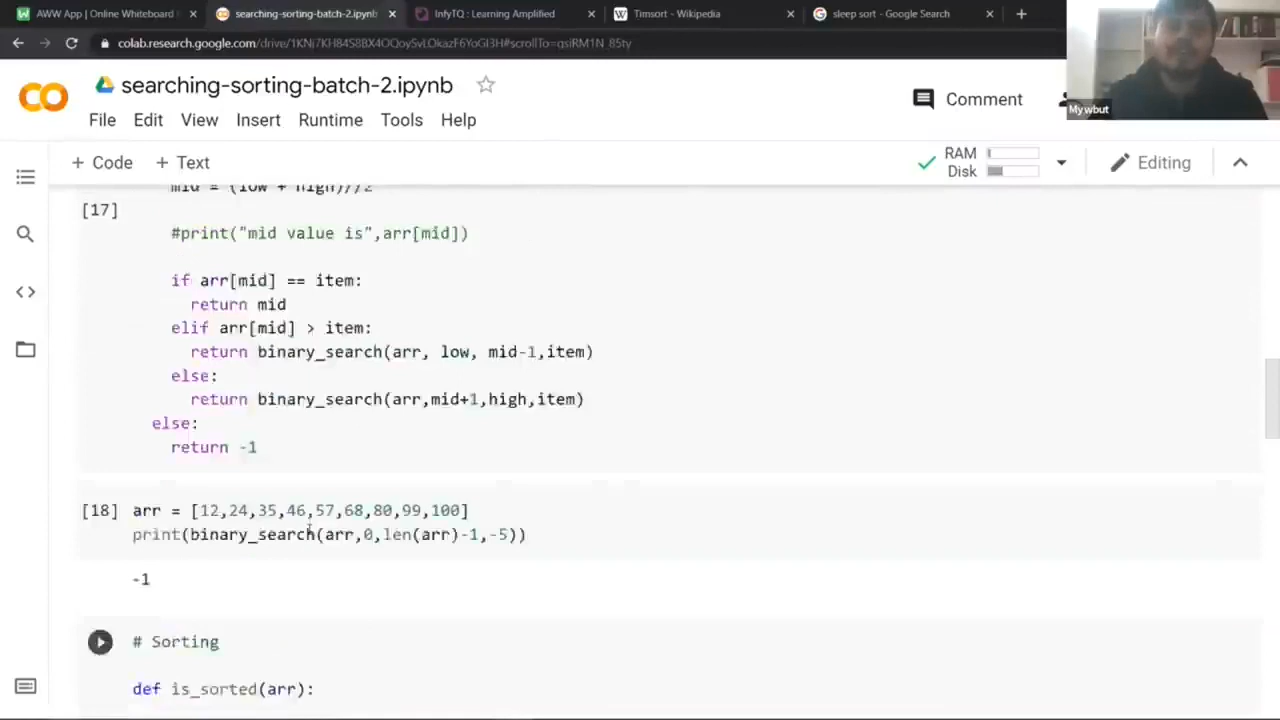 AWW App | Online Whiteboard
searching-sorting-batch-2.ipynb
InfyTQ : Learning Amplified
Timsort - Wikipedia
sleep sort - Google Search
colab.research.google.com/drive/
searching-sorting-batch-2.ipynb
Comment
Mywbut
File Edit View Insert Runtime Tools Help
+ Code + Text
RAM
Disk
Editing
mid = (low + high)//2
[17]
#print("mid value is",arr[mid])
if arr[mid] == item:
return mid
elif arr[mid] > item:
return binary_search(arr, low, mid-1,item)
else:
return binary_search(arr,mid+1,high,item)
else:
return -1
[18] arr = [12,24,35,46,57,68,80,99,100]
print(binary_search(arr,0,len(arr)-1,-5))
-1
# Sorting
def is_sorted(arr):